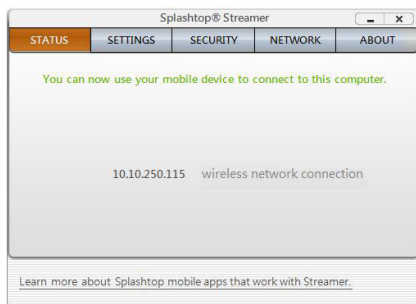 Splashtop® Streamer
STATUS SETTINGS SECURITY NETWORK ABOUT
You can now use your mobile device to connect to this computer.
10.10.250.115 wireless network connection
Learn more about Splashtop mobile apps that work with Streamer.